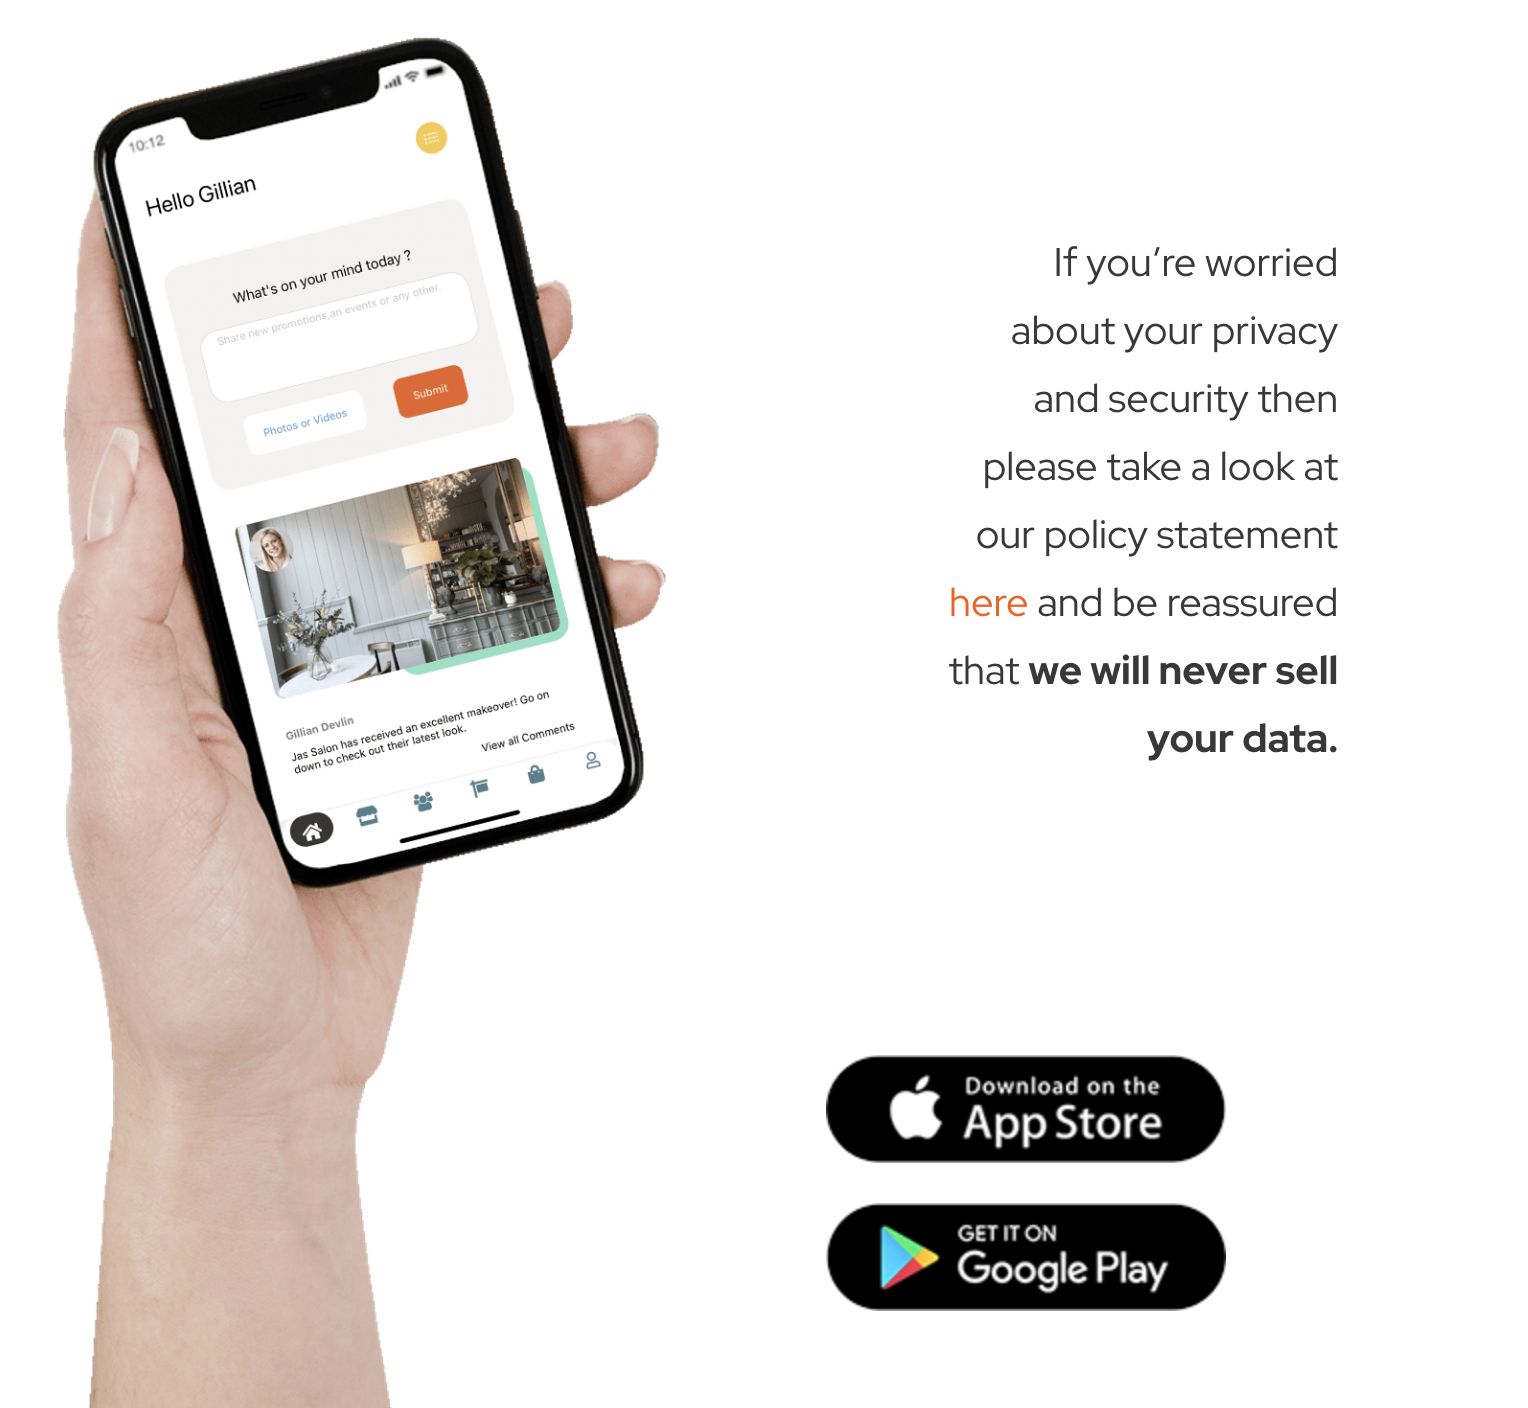 10:12
Hello Gillian
What's on your mind today ?
Share new promotions,an events or any other.
Photos or Videos
Submit
Gillian Devlin
Jas Salon has received an excellent makeover! Go on
down to check out their latest look.
View all Comments
If you’re worried
about your privacy
and security then
please take a look at
our policy statement
here and be reassured
that we will never sell
your data.
Download on the
App Store
GET IT ON
Google Play